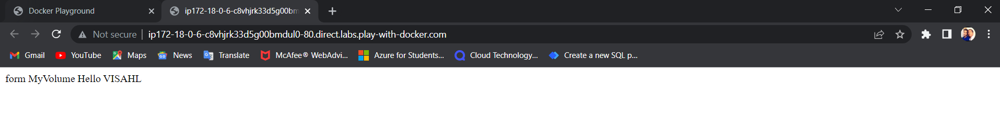 Docker Playground
ip172-18-0-6-c8vhjrk33d5g00bm
Not secure
ip172-18-0-6-c8vhjrk33d5g00bmdul0-80.direct.labs.play-with-docker.com
Gmail YouTube Maps News Translate McAfee® WebAdvi... Azure for Students... Cloud Technology... Create a new SQL p...
form MyVolume Hello VISAHL